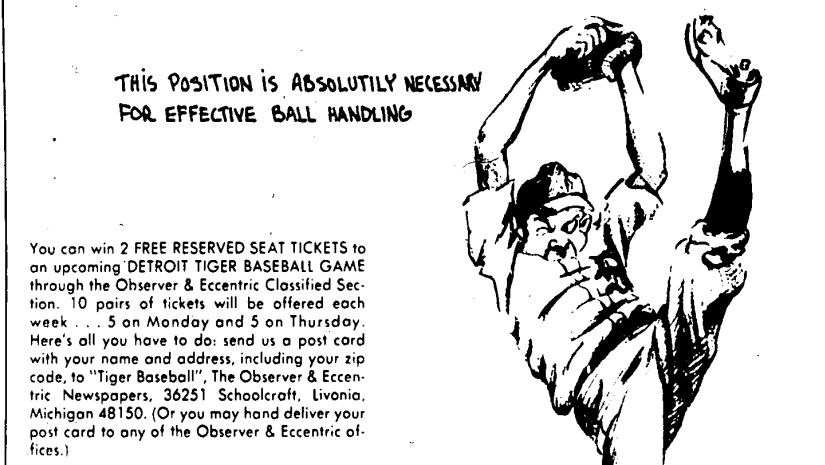 THIS POSITION IS ABSOLUTILY NECESSARY
FOR EFFECTIVE BALL HANDLING
You can win 2 FREE RESERVED SEAT TICKETS to
an upcoming DETROIT TIGER BASEBALL GAME
through the Observer & Eccentric Classified Sec-
tion. 10 pairs of tickets will be offered each
week . . . 5 on Monday and 5 on Thursday.
Here's all you have to do: send us a post card
with your name and address, including your zip
code, to "Tiger Baseball", The Observer & Eccen-
tric Newspapers, 36251 Schoolcraft, Livonia,
Michigan 48150. (Or you may hand deliver your
post card to any of the Observer & Eccentric of-
fices.)